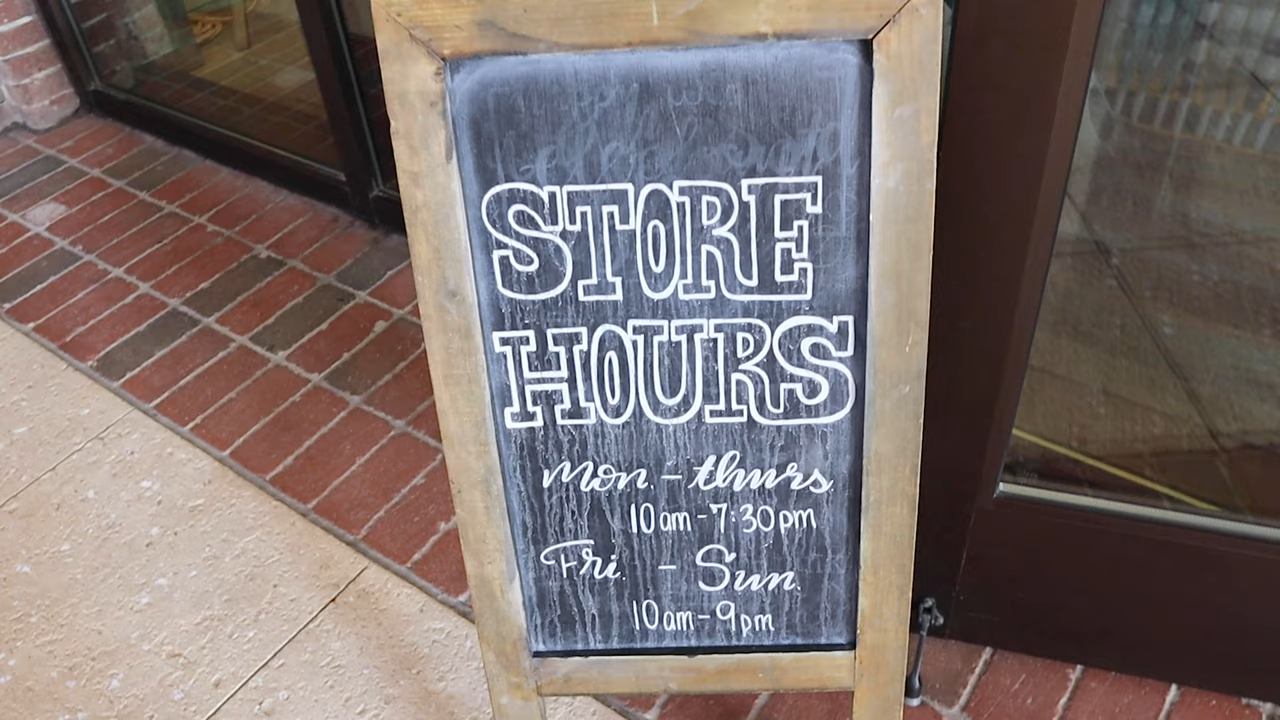 STORE
HOURS
Mon. - thurs.
10am-7:30pm
Fri. - Sun.
10am-9pm